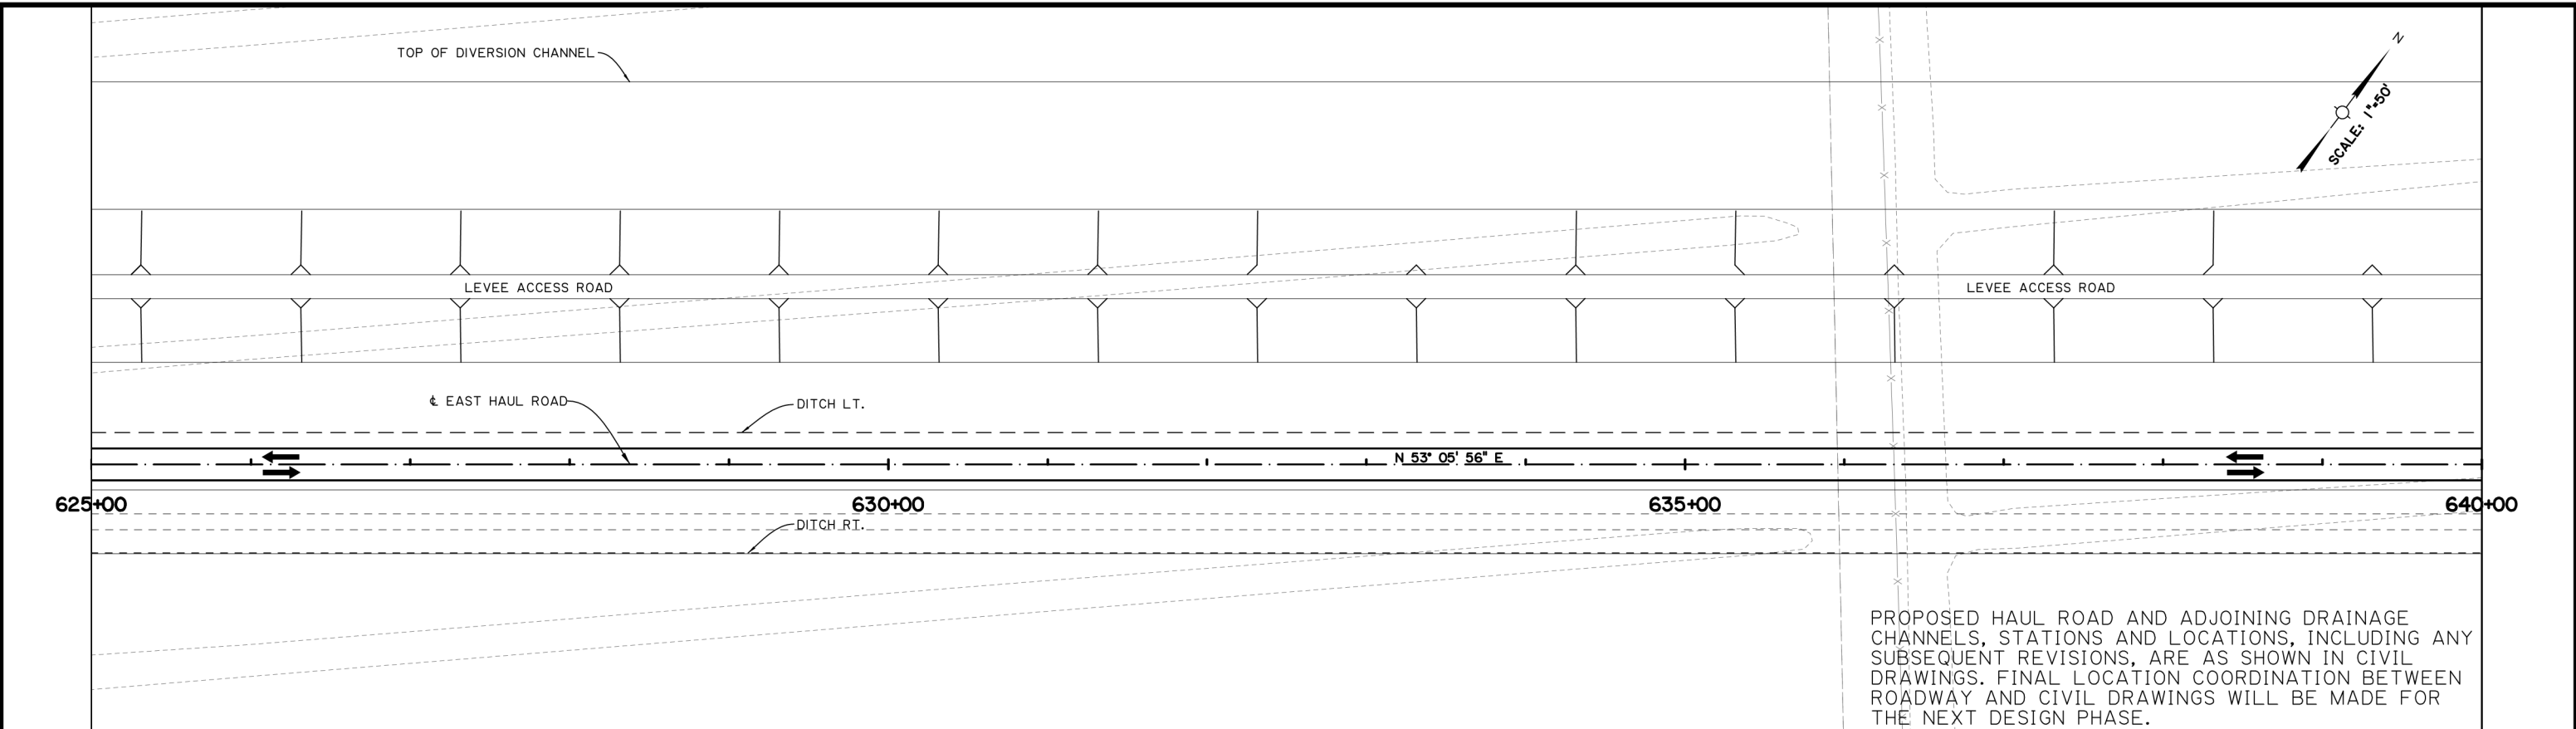 TOP OF DIVERSION CHANNEL
N
SCALE: 1"=50'
LEVEE ACCESS ROAD
LEVEE ACCESS ROAD
℄ EAST HAUL ROAD
DITCH LT.
N 53° 05' 56" E
625+00
630+00
635+00
640+00
DITCH RT.
PROPOSED HAUL ROAD AND ADJOINING DRAINAGE
CHANNELS, STATIONS AND LOCATIONS, INCLUDING ANY
SUBSEQUENT REVISIONS, ARE AS SHOWN IN CIVIL
DRAWINGS. FINAL LOCATION COORDINATION BETWEEN
ROADWAY AND CIVIL DRAWINGS WILL BE MADE FOR
THE NEXT DESIGN PHASE.